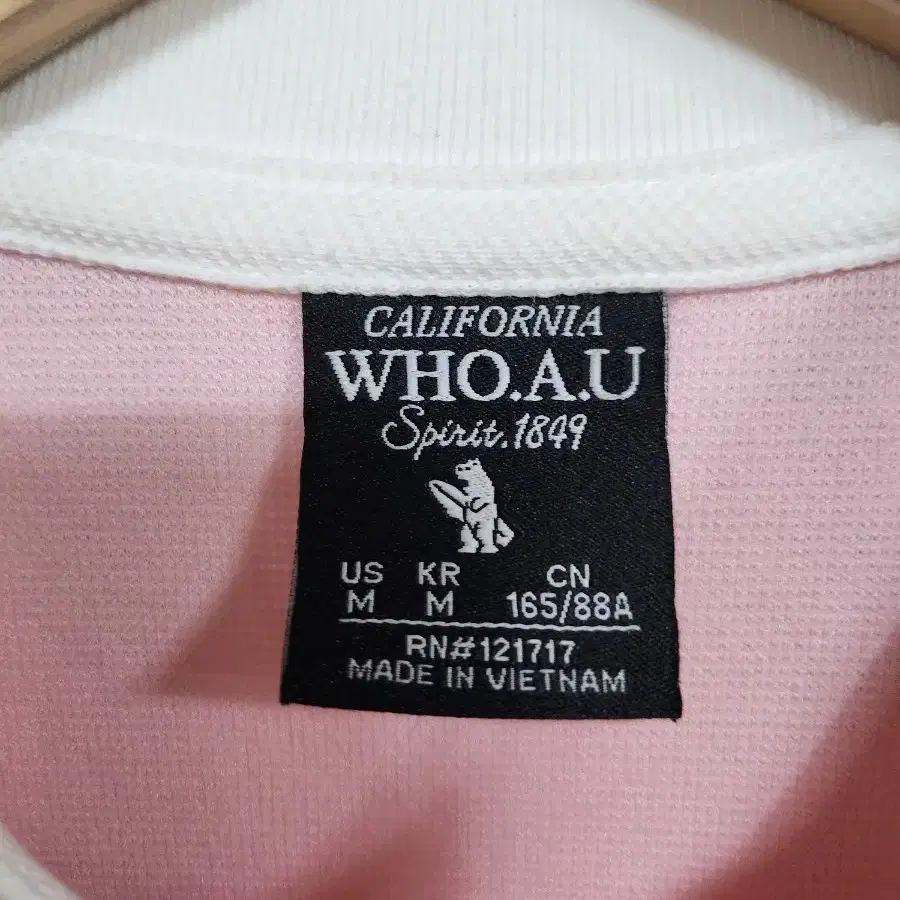 CALIFORNIA
WHO.A.U
Spirit.1849
US KR CN
M M 165/88A
RN#121717
MADE IN VIETNAM